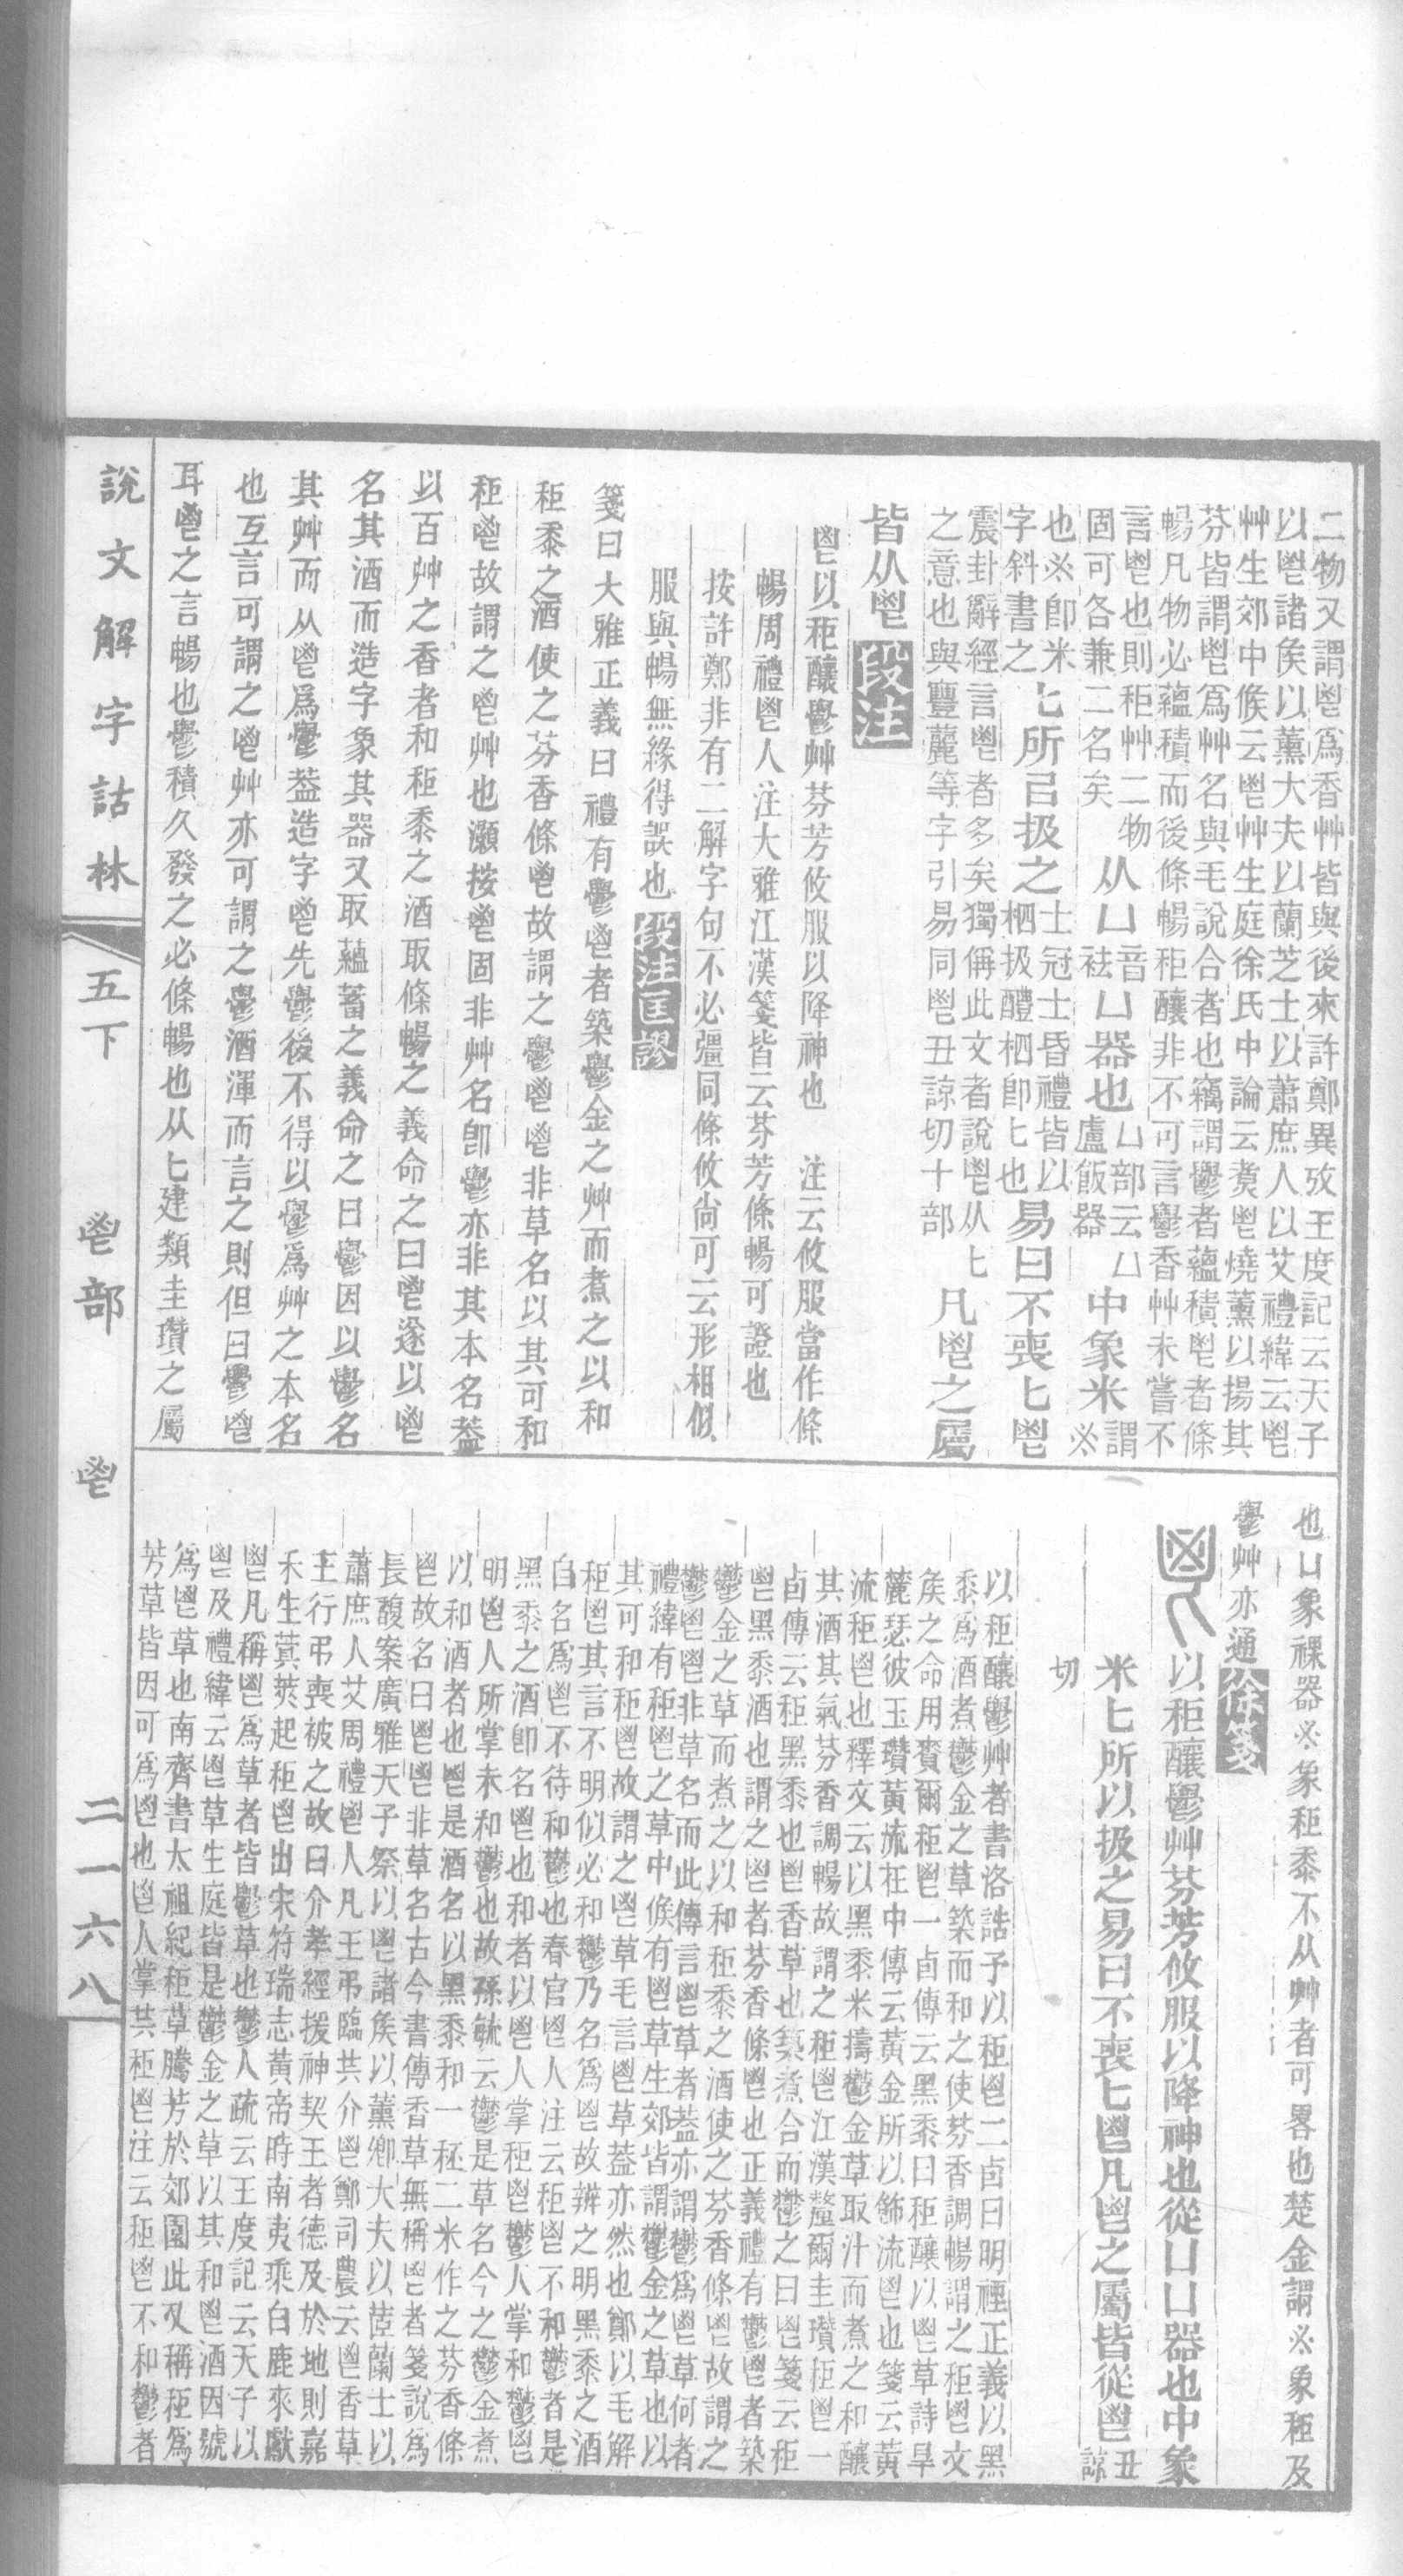 二物又謂鬯爲香艸皆與後來許鄭異攷王度記云天子
以鬯諸矦以薰大夫以蘭芝士以蕭庶人以艾禮緯云鬯
艸生郊中候云鬯艸生庭徐氏中論云煑鬯燒薰以揚其
芬皆謂鬯爲艸名與毛說合者也竊謂鬱者蘊積鬯者條
暢凡物必蘊積而後條暢秬釀非不可言鬱香艸未嘗不
言鬯也則秬艸二物
固可各兼二名矣
从凵
音
袪
凵器也
凵部云凵
盧飯器
中象米
謂
※
也※卽米
字斜書之
匕所㠯扱之
士冠士昏禮皆以
柶扱醴柶卽匕也
易曰不喪匕鬯
震卦辭經言鬯者多矣獨偁此文者說鬯从匕
之意也與豐麓等字引易同鬯丑諒切十部
凡鬯之屬
皆从鬯
段注
鬯以秬釀鬱艸芬芳攸服以降神也　注云攸服當作條
暢周禮鬯人注大雅江漢箋皆云芬芳條暢可證也
按許鄭非有二解字句不必彊同條攸尙可云形相似
服與暢無緣得誤也
段注匡謬
箋曰大雅正義曰禮有鬱鬯者築鬱金之艸而煮之以和
秬黍之酒使之芬香條鬯故謂之鬱鬯鬯非草名以其可和
秬鬯故謂之鬯艸也灝按鬯固非艸名卽鬱亦非其本名葢
以百艸之香者和秬黍之酒取條暢之義命之曰鬯遂以鬯
名其酒而造字象其器又取蘊蓄之義命之曰鬱因以鬱名
其艸而从鬯爲鬱葢造字鬯先鬱後不得以鬱爲艸之本名
也互言可謂之鬯艸亦可謂之鬱酒渾而言之則但曰鬱鬯
耳鬯之言暢也鬱積久發之必條暢也从匕建類圭瓚之屬
也凵象祼器※象秬黍不从艸者可畧也楚金謂※象秬及
鬱艸亦通
徐箋
鬯
以秬釀鬱艸芬芳攸服以降神也從凵凵器也中象
米匕所以扱之易曰不喪匕鬯凡鬯之屬皆從鬯
丑
諒
切
以秬釀鬱艸者書洛誥予以秬鬯二卣曰明禋正義以黑
黍爲酒煮鬱金之草築而和之使芬香調暢謂之秬鬯文
矦之命用賚爾秬鬯一卣傳云黑黍曰秬釀以鬯草詩旱
麓瑟彼玉瓚黃流在中傳云黃金所以飾流鬯也箋云黃
流秬鬯也釋文云以黑黍米擣鬱金草取汁而煮之和釀
其酒其氣芬香調暢故謂之秬鬯江漢釐爾圭瓚秬鬯一
卣傳云秬黑黍也鬯香草也築煮合而鬱之曰鬯箋云秬
鬯黑黍酒也謂之鬯者芬香條鬯也正義禮有鬱鬯者築
鬱金之草而煮之以和秬黍之酒使之芬香條鬯故謂之
鬱鬯鬯非草名而此傳言鬯草者葢亦謂鬱爲鬯草何者
禮緯有秬鬯之草中候有鬯草生郊皆謂鬱金之草也以
其可和秬鬯故謂之鬯草毛言鬯草葢亦然也鄭以毛解
秬鬯其言不明似必和鬱乃名爲鬯故辨之明黑黍之酒
白名爲鬯不待和鬱也春官鬯人注云秬鬯不和鬱者是
黑黍之酒卽名鬯也和者以鬯人掌秬鬯鬱人掌和鬱鬯
明鬯人所掌未和鬱也故孫毓云鬱是草名今之鬱金煮
以和酒者也鬯是酒名以黑黍和一秠二米作之芬香條
鬯故名曰鬯鬯非草名古今書傳香草無稱鬯者箋說爲
長馥案廣雅天子祭以鬯諸矦以薰卿大夫以茝蘭士以
蕭庶人艾周禮鬯人凡王弔臨共介鬯鄭司農云鬯香草
王行弔喪被之故曰介孝經援神契王者德及於地則嘉
禾生蓂莢起秬鬯出宋符瑞志黃帝時南夷乘白鹿來獻
鬯凡稱鬯爲草者皆鬱草也鬱人疏云王度記云天子以
鬯及禮緯云鬯草生庭皆是鬱金之草以其和鬯酒因號
爲鬯草也南齊書太祖紀秬草騰芳於郊園此又稱秬爲
芳草皆因可爲鬯也鬯人掌共秬鬯注云秬鬯不和鬱者
說文解字詁林
五下
鬯部
鬯
二一六八